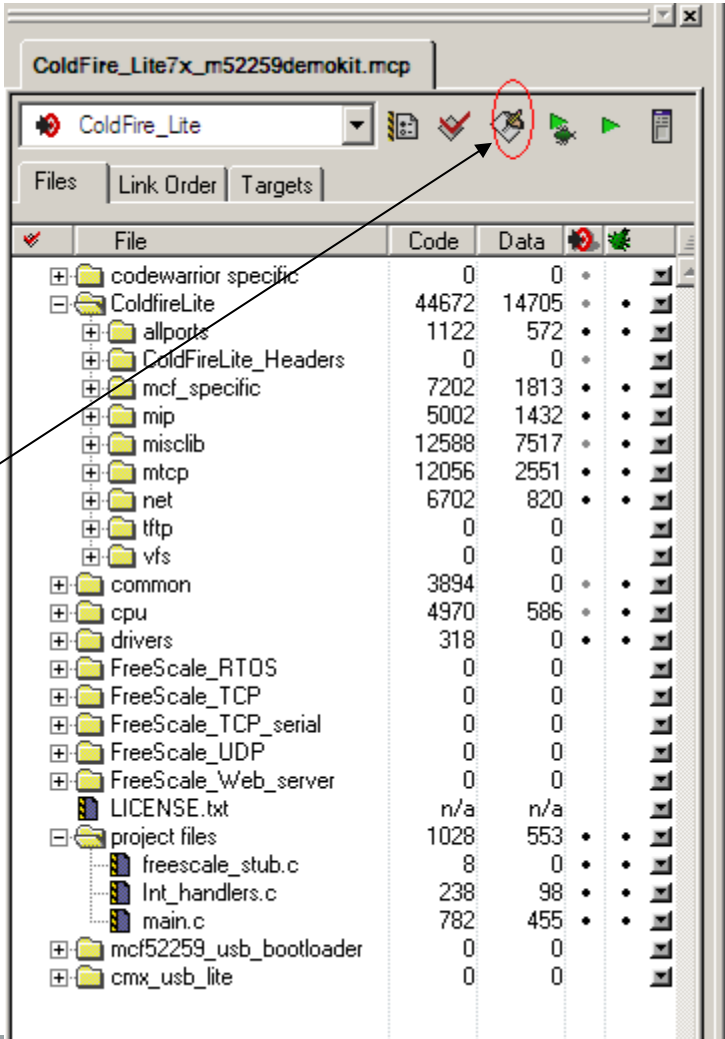 ColdFire_Lite7x_m52259demokit.mcp
ColdFire_Lite
Files Link Order Targets
File Code Data
codewarrior specific 0 0
ColdfireLite 44672 14705
allports 1122 572
ColdFireLite_Headers 0 0
mcf_specific 7202 1813
mip 5002 1432
misclib 12588 7517
mtcp 12056 2551
net 6702 820
tftp 0 0
vfs 0 0
common 3894 0
cpu 4970 586
drivers 318 0
FreeScale_RTOS 0 0
FreeScale_TCP 0 0
FreeScale_TCP_serial 0 0
FreeScale_UDP 0 0
FreeScale_Web_server 0 0
LICENSE.txt n/a n/a
project files 1028 553
freescale_stub.c 8 0
Int_handlers.c 238 98
main.c 782 455
mcf52259_usb_bootloader 0 0
cmx_usb_lite 0 0